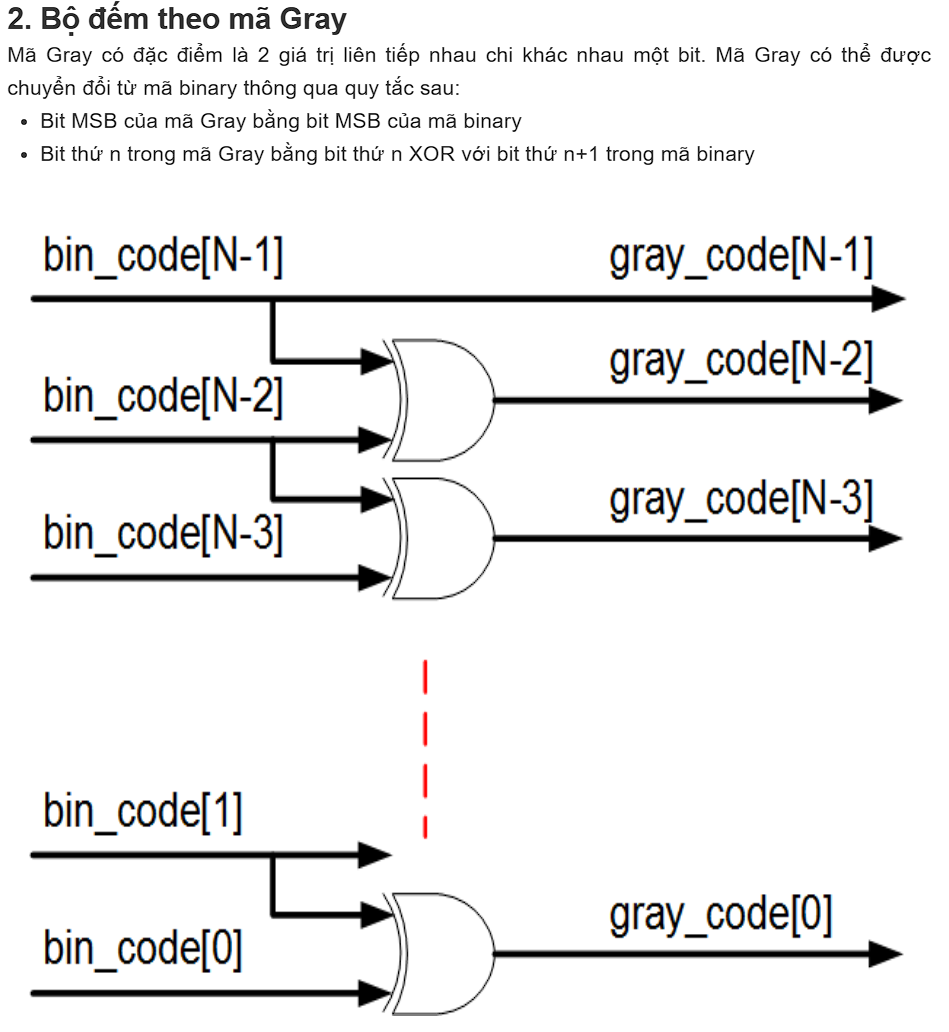 2. Bộ đếm theo mã Gray
Mã Gray có đặc điểm là 2 giá trị liên tiếp nhau chi khác nhau một bit. Mã Gray có thể được
chuyển đổi từ mã binary thông qua quy tắc sau:
• Bit MSB của mã Gray bằng bit MSB của mã binary
• Bit thứ n trong mã Gray bằng bit thứ n XOR với bit thứ n+1 trong mã binary
bin_code[N-1]
gray_code[N-1]
gray_code[N-2]
bin_code[N-2]
gray_code[N-3]
bin_code[N-3]
bin_code[1]
gray_code[0]
bin_code[0]